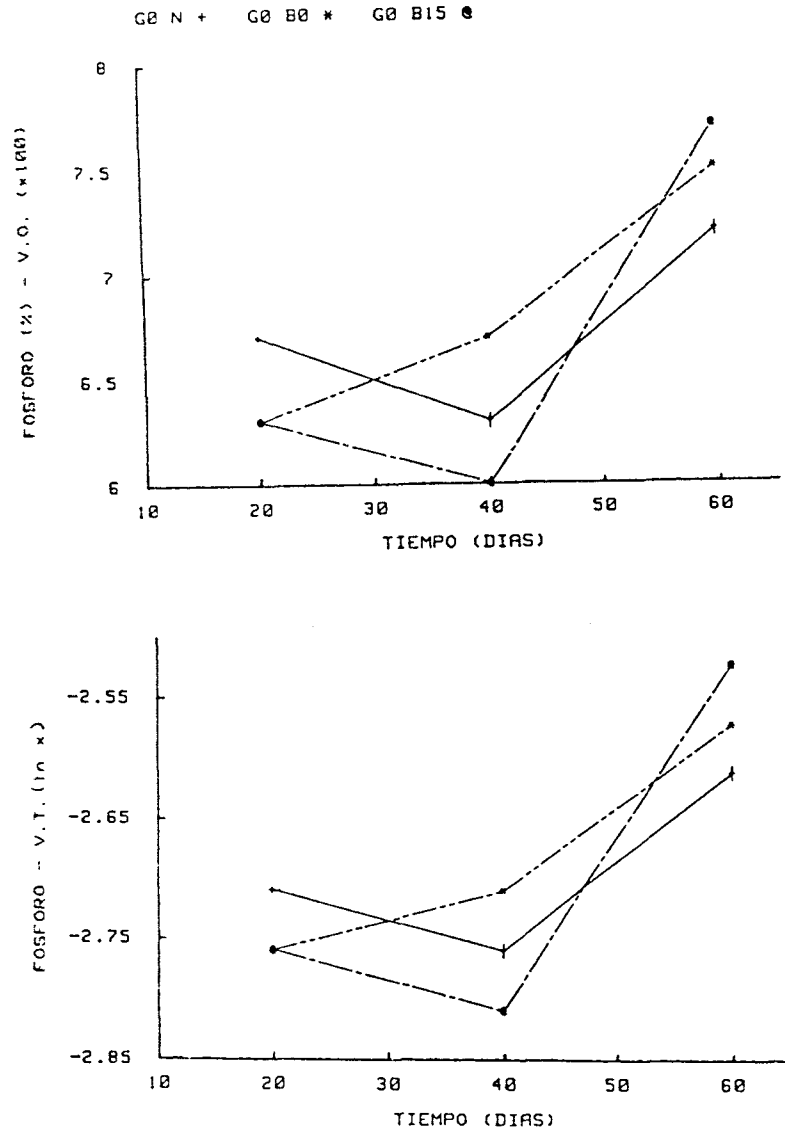 G0 N +   G0 B0 *   G0 B15 @
8
7.5
7
6.5
6
FOSFORO (%) - V.O. (x100)
10 20 30 40 50 60
TIEMPO (DIAS)
-2.55
-2.65
-2.75
-2.85
FOSFORO - V.T. (ln x)
10 20 30 40 50 60
TIEMPO (DIAS)